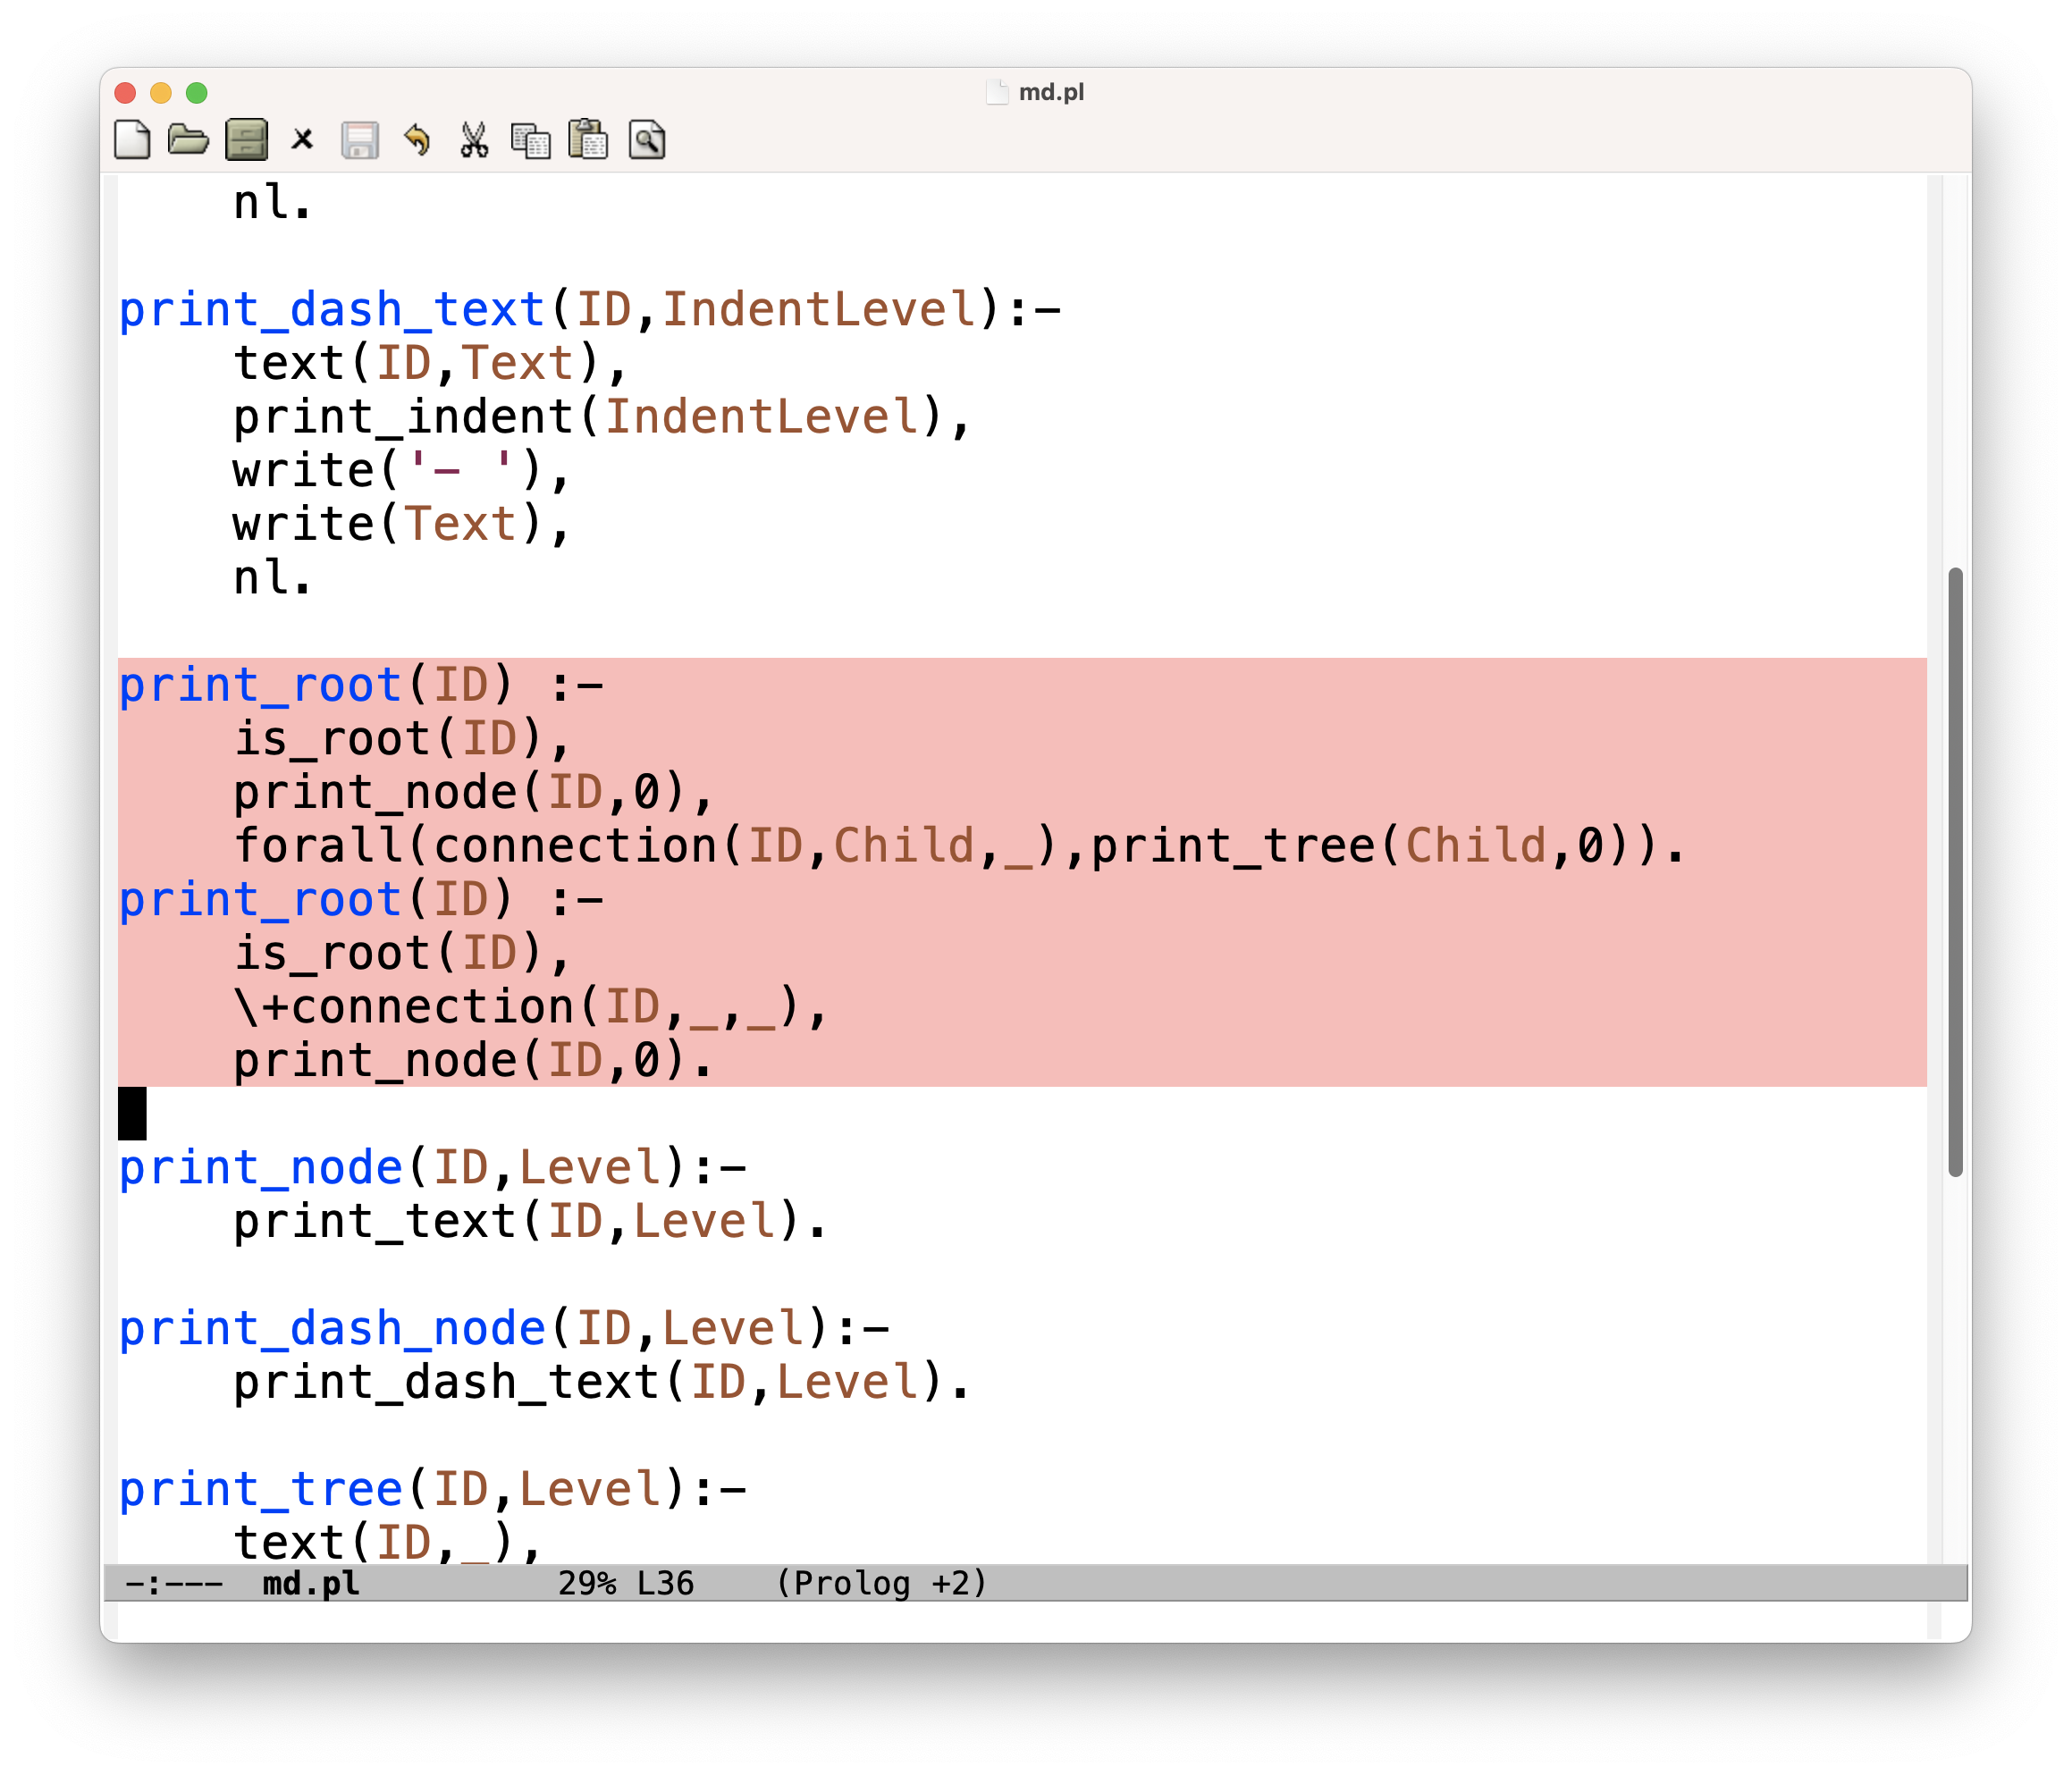 md.pl
    nl.
print_dash_text(ID,IndentLevel):-
    text(ID,Text),
    print_indent(IndentLevel),
    write('- '),
    write(Text),
    nl.
print_root(ID) :-
    is_root(ID),
    print_node(ID,0),
    forall(connection(ID,Child,_),print_tree(Child,0)).
print_root(ID) :-
    is_root(ID),
    \+connection(ID,_,_),
    print_node(ID,0).
print_node(ID,Level):-
    print_text(ID,Level).
print_dash_node(ID,Level):-
    print_dash_text(ID,Level).
print_tree(ID,Level):-
    text(ID,_),
-:---  md.pl          29% L36    (Prolog +2)